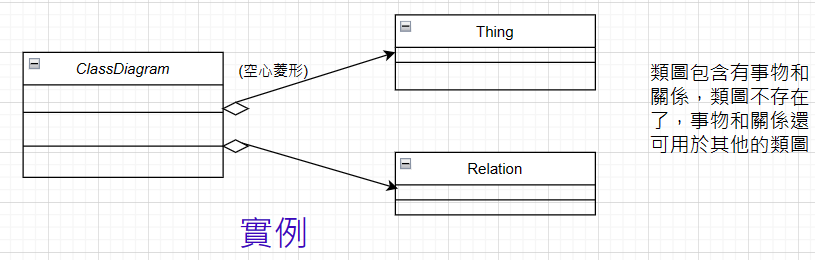 Thing
ClassDiagram
(空心菱形)
類圖包含有事物和
關係，類圖不存在
了，事物和關係還
可用於其他的類圖
Relation
實例